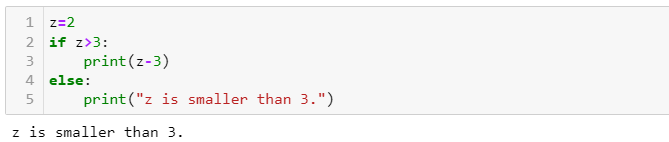 1 z=2
2 if z>3:
3     print(z-3)
4 else:
5     print("z is smaller than 3.")
z is smaller than 3.